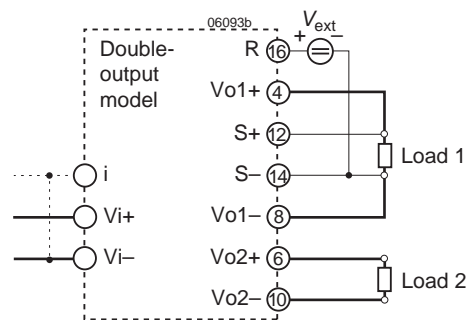 06093b
Vext
+ –
Double-
output
model
R 16
Vo1+ 4
S+ 12
Load 1
S– 14
i
Vi+
Vo1– 8
Vi–
Vo2+ 6
Load 2
Vo2– 10